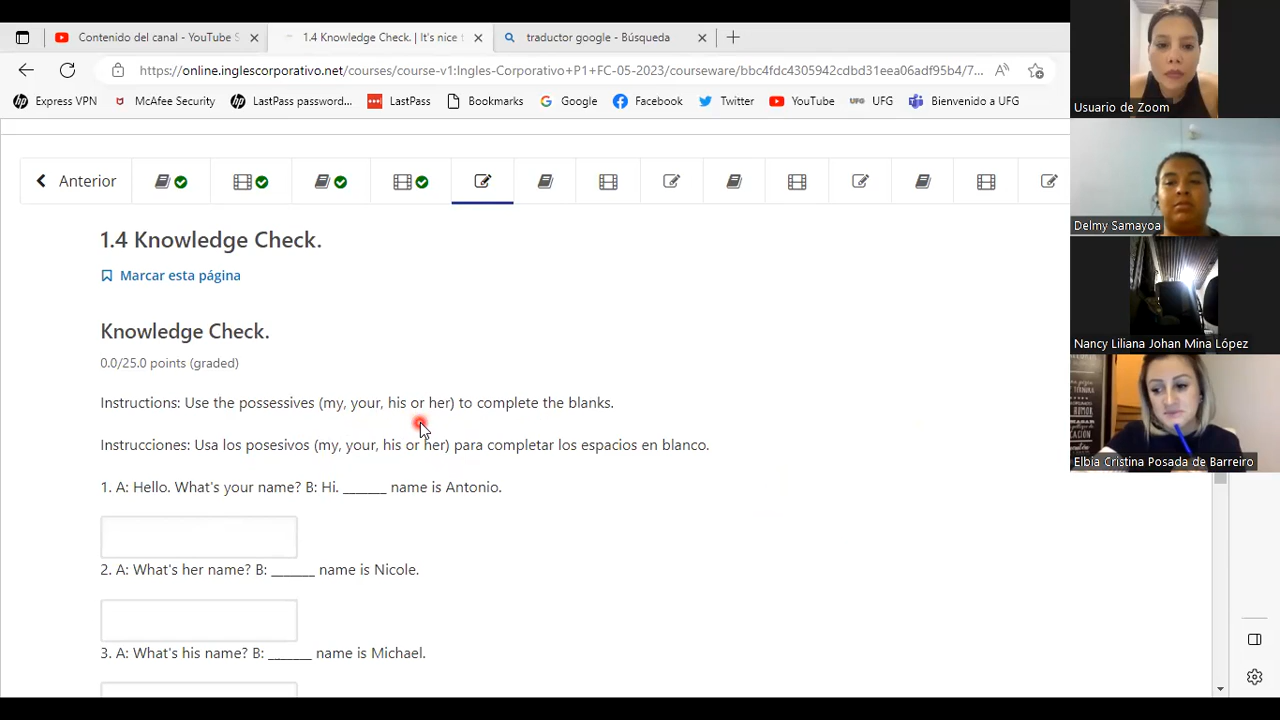 Contenido del canal - YouTube S
1.4 Knowledge Check. | It's nice t
traductor google - Búsqueda
https://online.inglescorporativo.net/courses/course-v1:Ingles-Corporativo+P1+FC-05-2023/courseware/bbc4fdc4305942cdbd31eea06adf95b4/7...
Express VPN
McAfee Security
LastPass password...
LastPass
Bookmarks
Google
Facebook
Twitter
YouTube
UFG
Bienvenido a UFG
Anterior
1.4 Knowledge Check.
Marcar esta página
Knowledge Check.
0.0/25.0 points (graded)
Instructions: Use the possessives (my, your, his or her) to complete the blanks.
Instrucciones: Usa los posesivos (my, your, his or her) para completar los espacios en blanco.
1. A: Hello. What's your name? B: Hi. _______ name is Antonio.
2. A: What's her name? B: _______ name is Nicole.
3. A: What's his name? B: _______ name is Michael.
Usuario de Zoom
Delmy Samayoa
Nancy Liliana Johan Mina López
Elbia Cristina Posada de Barreiro